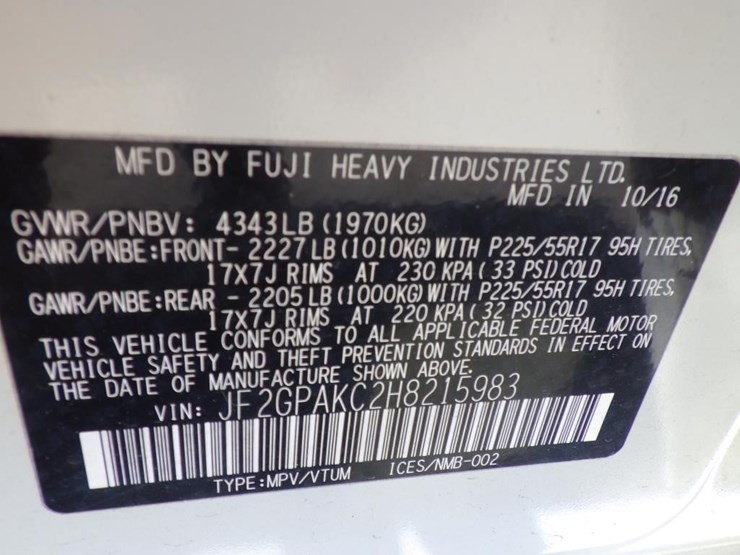 MFD BY FUJI HEAVY INDUSTRIES LTD.
MFD IN 10/16
GVWR/PNBV: 4343LB (1970KG)
GAWR/PNBE:FRONT- 2227LB (1010KG) WITH P225/55R17 95H TIRES,
17X7J RIMS AT 230 KPA ( 33 PSI) COLD
GAWR/PNBE:REAR - 2205LB (1000KG) WITH P225/55R17 95H TIRES,
17X7J RIMS AT 220 KPA ( 32 PSI) COLD
THIS VEHICLE CONFORMS TO ALL APPLICABLE FEDERAL MOTOR
VEHICLE SAFETY AND THEFT PREVENTION STANDARDS IN EFFECT ON
THE DATE OF MANUFACTURE SHOWN ABOVE.
VIN: JF2GPAKC2H8215983
TYPE:MPV/VTUM ICES/NMB-002